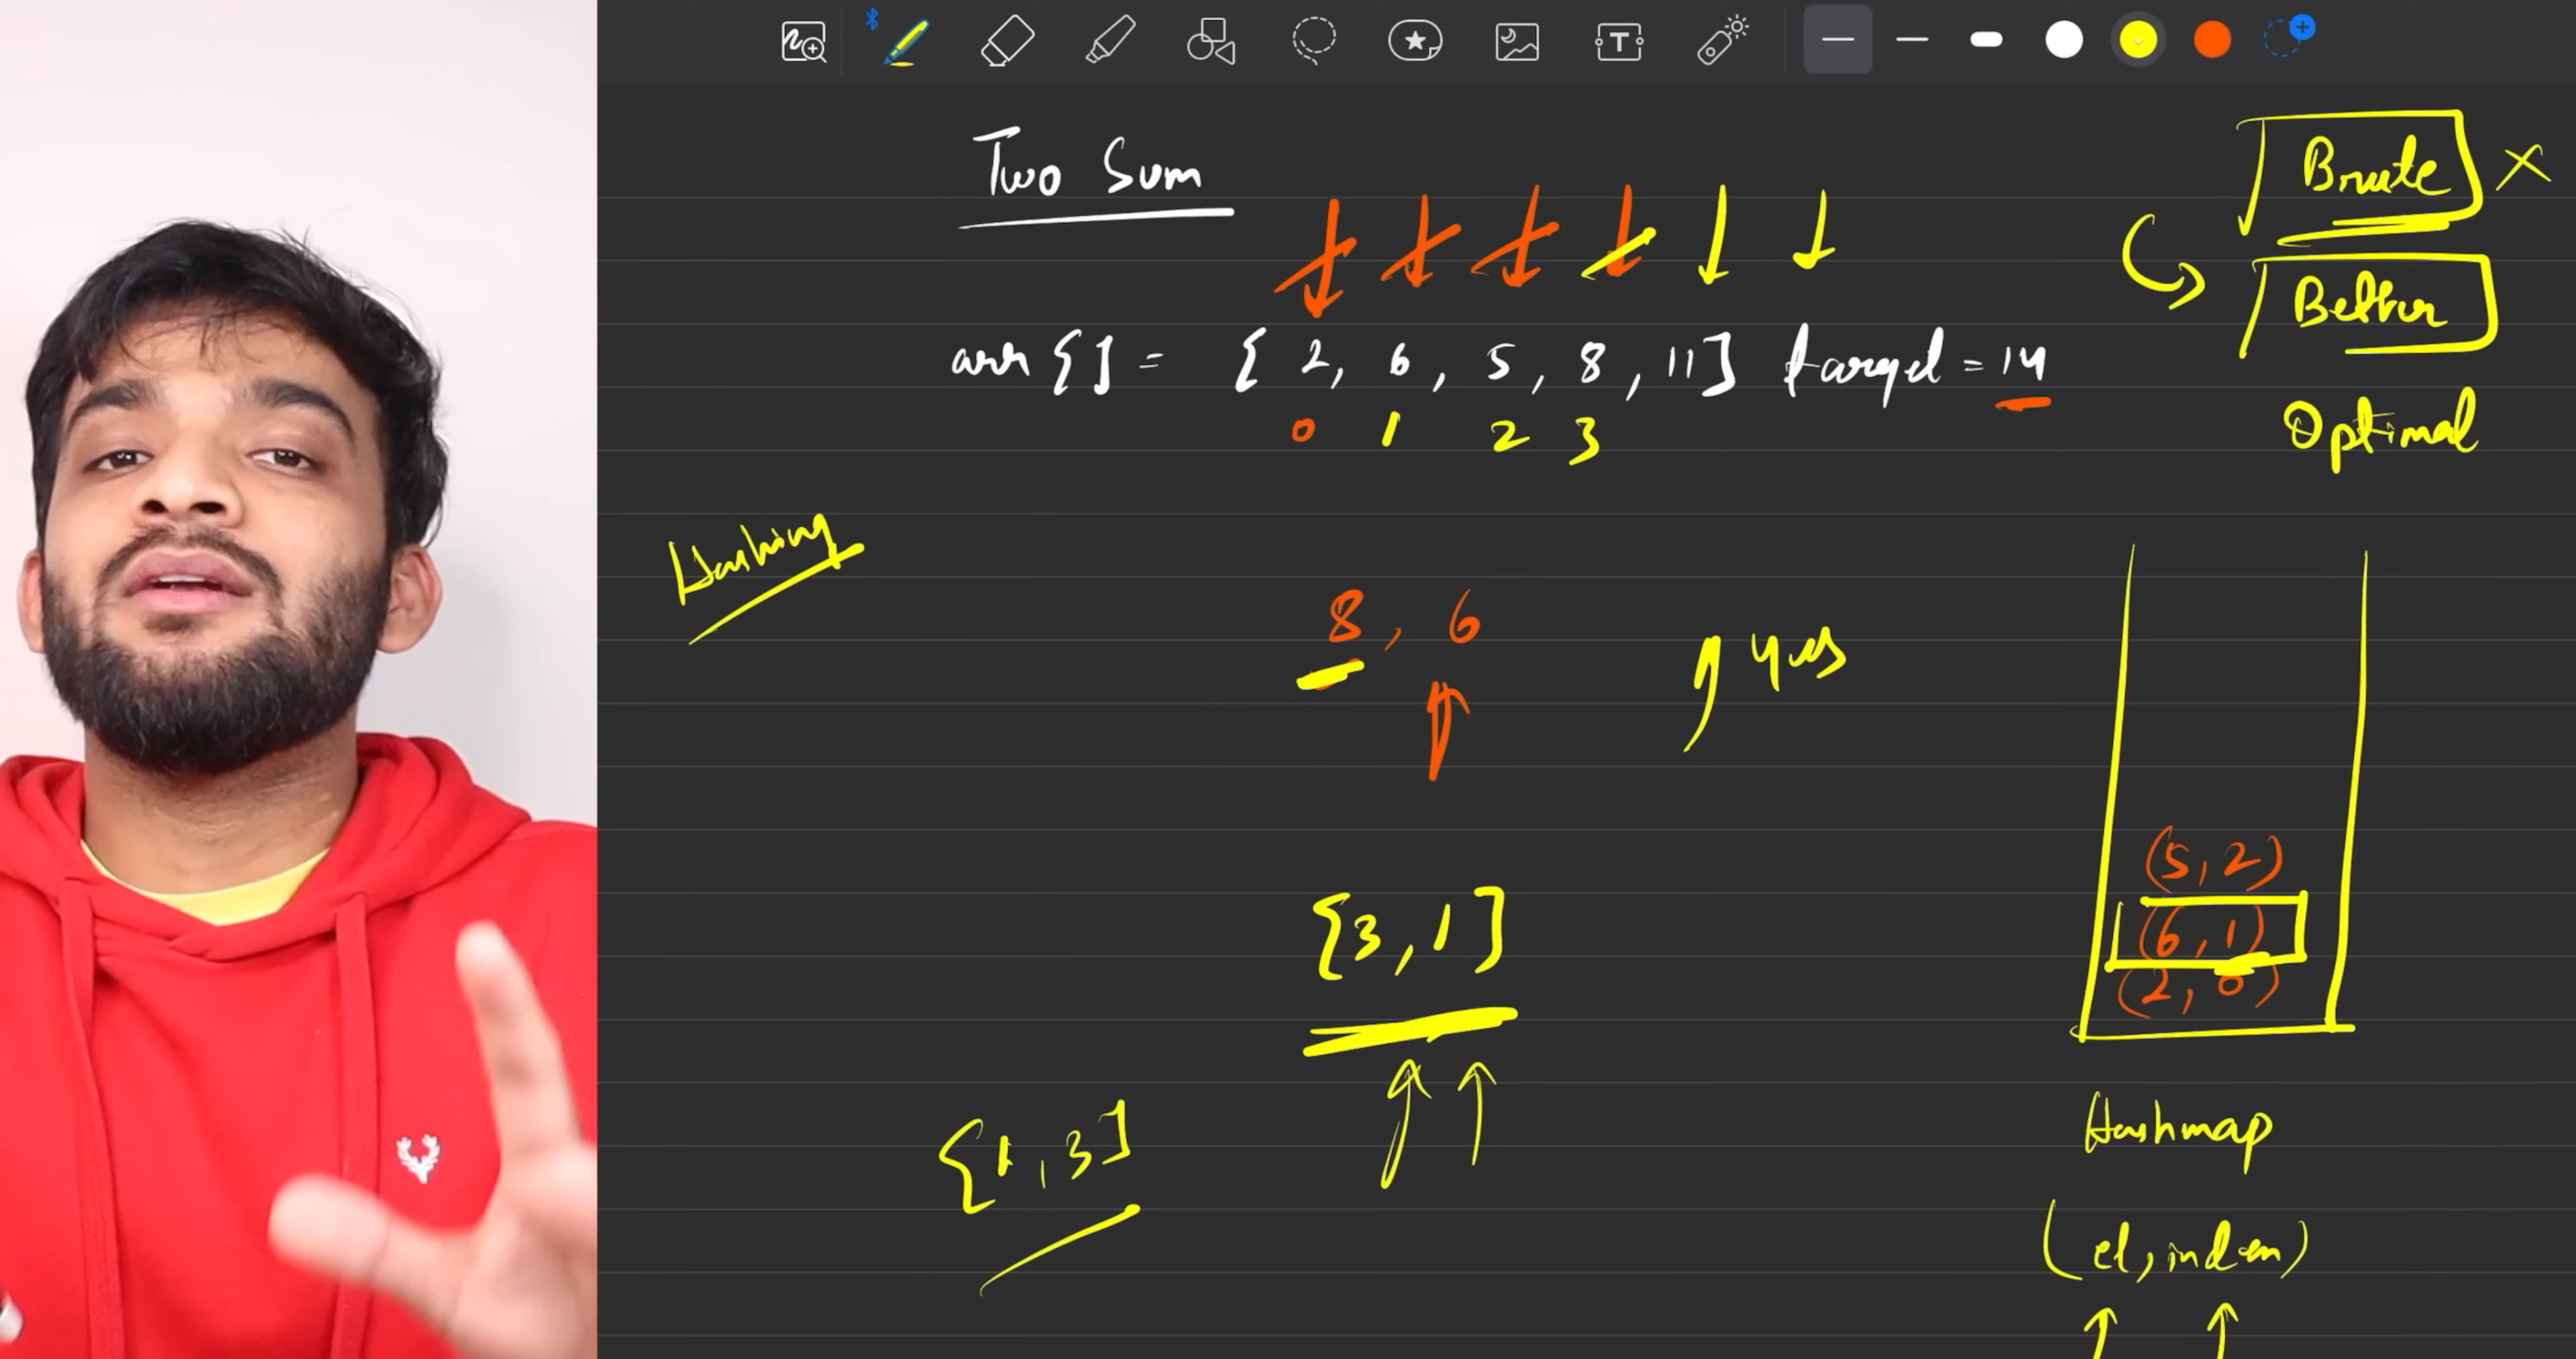 Two Sum
Brute ×
Better
Optimal
arr[] = { 2, 6, 5, 8, 11} target = 14
0 1 2 3
Hashing
8, 6
yes
(5, 2)
(6, 1)
(2, 0)
{3, 1}
{1, 3}
Hashmap
(el, index)
T